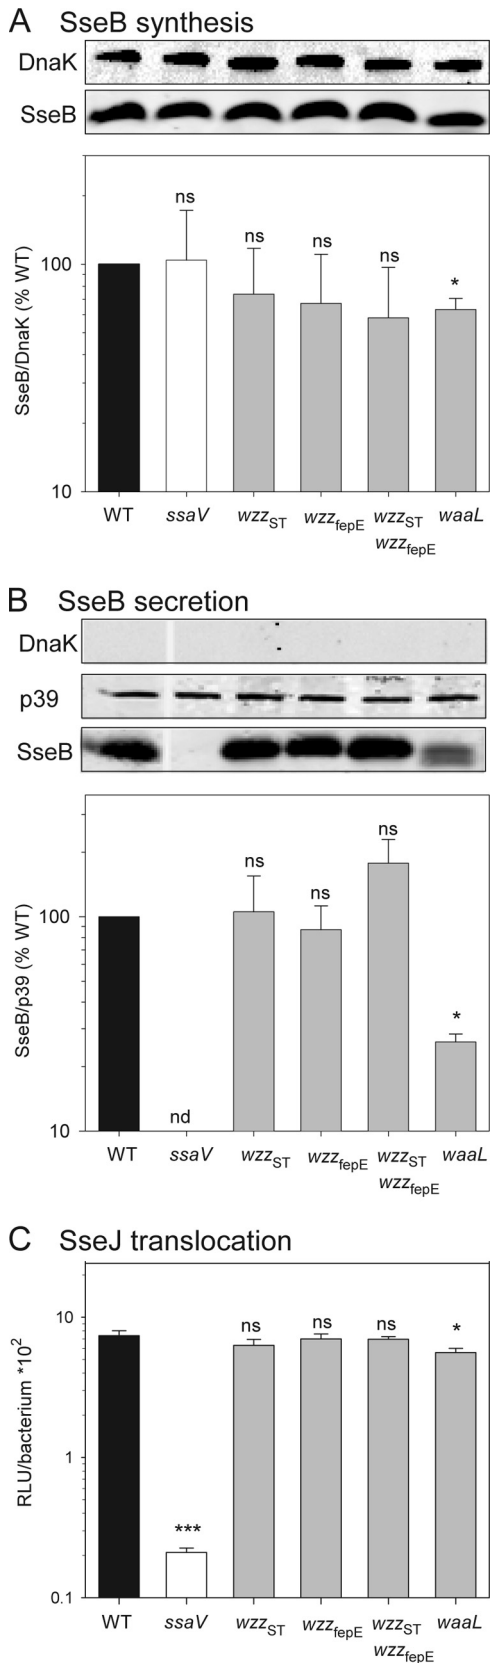 A SseB synthesis
DnaK
SseB
ns
ns
ns
ns
*
100
10
SseB/DnaK (% WT)
WT ssaV wzzST wzzfepE wzzST waaL
wzzfepE
B SseB secretion
DnaK
p39
SseB
ns
ns
ns
*
nd
100
10
SseB/p39 (% WT)
WT ssaV wzzST wzzfepE wzzST waaL
wzzfepE
C SseJ translocation
10
1
0.1
RLU/bacterium *10²
***
ns
ns
ns
*
WT ssaV wzzST wzzfepE wzzST waaL
wzzfepE